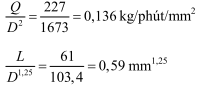 Q/D² = 227/1673 = 0,136 kg/phút/mm²
L/D^1,25 = 61/103,4 = 0,59 mm^1,25